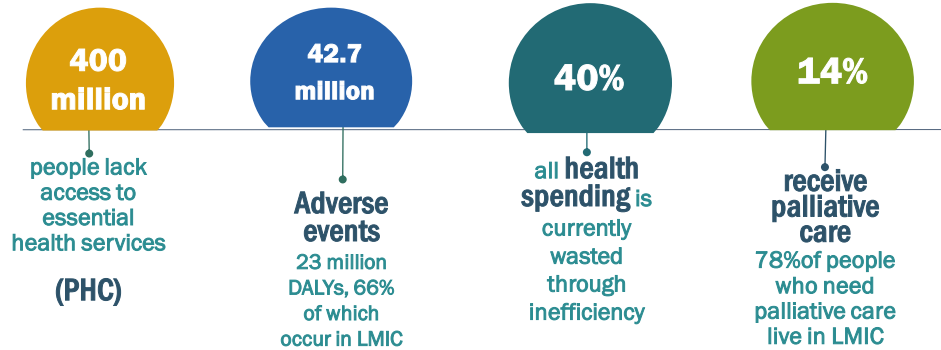 400
million
people lack
access to
essential
health services
(PHC)
42.7
million
Adverse
events
23 million
DALYs, 66%
of which
occur in LMIC
40%
all health
spending is
currently
wasted
through
inefficiency
14%
receive
palliative
care
78%of people
who need
palliative care
live in LMIC